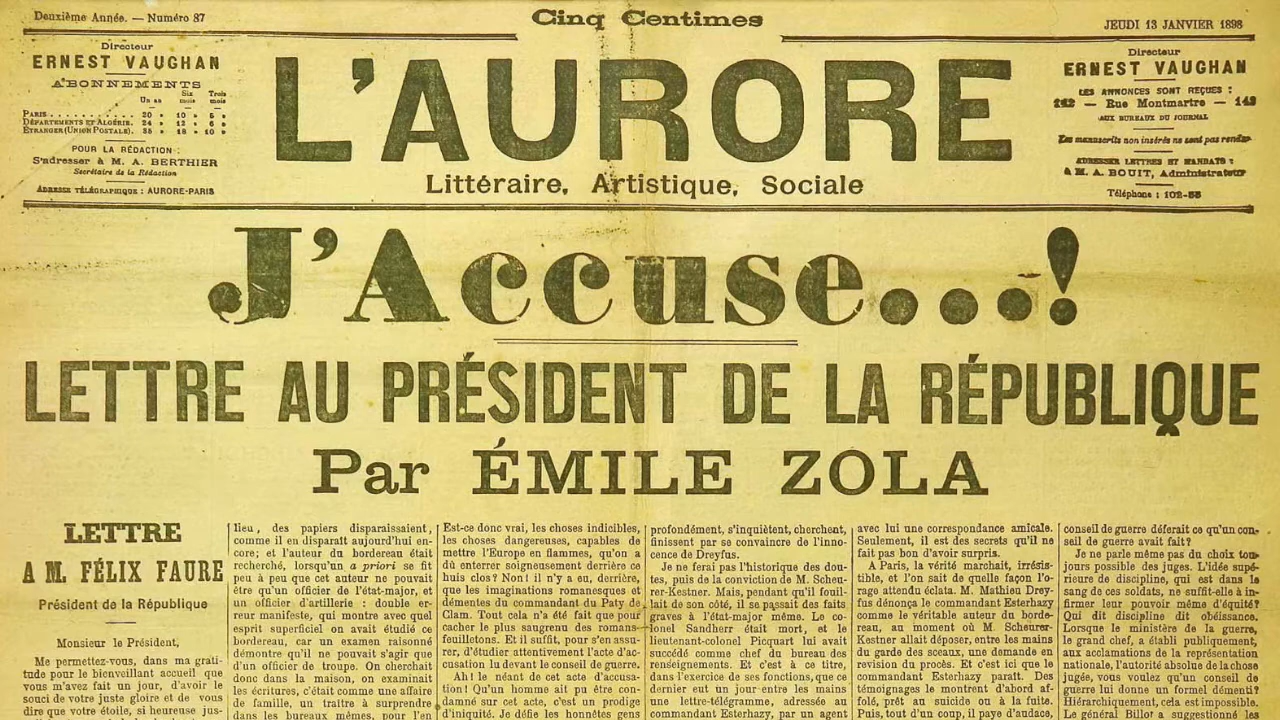 Deuxième Année. — Numéro 87
Cinq Centimes
JEUDI 13 JANVIER 1898
Directeur
ERNEST VAUGHAN
ABONNEMENTS
Un an
Six mois
Trois mois
PARIS . . . . . . . . . . . 20 » 10 » 5 »
DÉPARTEMENTS ET ALGÉRIE. 24 » 12 » 6 »
ÉTRANGER (UNION POSTALE). 35 » 18 » 10 »
POUR LA RÉDACTION :
S'adresser à M. A. BERTHIER
Secrétaire de la Rédaction
ADRESSE TÉLÉGRAPHIQUE : AURORE-PARIS
L'AURORE
Littéraire, Artistique, Sociale
Directeur
ERNEST VAUGHAN
LES ANNONCES SONT REÇUES :
142 — Rue Montmartre — 142
AUX BUREAUX DU JOURNAL
Les manuscrits non insérés ne sont pas rendus
ADRESSER LETTRES ET MANDATS :
à M. A. BOUIT, Administrateur
Téléphone : 102-55
J'Accuse...!
LETTRE AU PRÉSIDENT DE LA RÉPUBLIQUE
Par ÉMILE ZOLA
LETTRE
A M. FÉLIX FAURE
Président de la République
Monsieur le Président,
Me permettez-vous, dans ma grati-
tude pour le bienveillant accueil que
vous m'avez fait un jour, d'avoir le
souci de votre juste gloire et de vous
dire que votre étoile, si heureuse jus-
lieu, des papiers disparaissaient,
comme il en disparaît aujourd'hui en-
core; et l'auteur du bordereau était
recherché, lorsqu'un a priori se fit
peu à peu que cet auteur ne pouvait
être qu'un officier de l'état-major, et
un officier d'artillerie : double er-
reur manifeste, qui montre avec quel
esprit superficiel on avait étudié ce
bordereau, car un examen raisonné
démontre qu'il ne pouvait s'agir que
d'un officier de troupe. On cherchait
donc dans la maison, on examinait
les écritures, c'était comme une affaire
de famille, un traître à surprendre
dans les bureaux mêmes, pour l'en
Est-ce donc vrai, les choses indicibles,
les choses dangereuses, capables de
mettre l'Europe en flammes, qu'on a
dû enterrer soigneusement derrière ce
huis clos? Non! il n'y a eu, derrière,
que les imaginations romanesques et
démentes du commandant du Paty de
Clam. Tout cela n'a été fait que pour
cacher le plus saugrenu des romans-
feuilletons. Et il suffit, pour s'en assu-
rer, d'étudier attentivement l'acte d'ac-
cusation lu devant le conseil de guerre.
Ah! le néant de cet acte d'accusa-
tion! Qu'un homme ait pu être con-
damné sur cet acte, c'est un prodige
d'iniquité. Je défie les honnêtes gens
profondément, s'inquiètent, cherchent,
finissent par se convaincre de l'inno-
cence de Dreyfus.
Je ne ferai pas l'historique des dou-
tes, puis de la conviction de M. Scheu-
rer-Kestner. Mais, pendant qu'il fouil-
lait de son côté, il se passait des faits
graves à l'état-major même. Le co-
lonel Sandherr était mort, et le
lieutenant-colonel Picquart lui avait
succédé comme chef du bureau des
renseignements. Et c'est à ce titre,
dans l'exercice de ses fonctions, que ce
dernier eut un jour entre les mains
une lettre-télégramme, adressée au
commandant Esterhazy, par un agent
avec lui une correspondance amicale.
Seulement, il est des secrets qu'il ne
fait pas bon d'avoir surpris.
A Paris, la vérité marchait, irrésis-
tible, et l'on sait de quelle façon l'o-
rage attendu éclata. M. Mathieu Drey-
fus dénonça le commandant Esterhazy
comme le véritable auteur du borde-
reau, au moment où M. Scheurer-
Kestner allait déposer, entre les mains
du garde des sceaux, une demande en
revision du procès. Et c'est ici que le
commandant Esterhazy paraît. Des
témoignages le montrent d'abord af-
folé, prêt au suicide ou à la fuite.
Puis, tout d'un coup, il paye d'audace,
conseil de guerre déferait ce qu'un con-
seil de guerre avait fait?
Je ne parle même pas du choix tou-
jours possible des juges. L'idée supé-
rieure de discipline, qui est dans le
sang de ces soldats, ne suffit-elle à in-
firmer leur pouvoir même d'équité?
Qui dit discipline dit obéissance.
Lorsque le ministre de la guerre,
le grand chef, a établi publiquement,
aux acclamations de la représentation
nationale, l'autorité absolue de la chose
jugée, vous voulez qu'un conseil de
guerre lui donne un formel démenti?
Hiérarchiquement, cela est impossible.
Le général Billot a suggestionné les